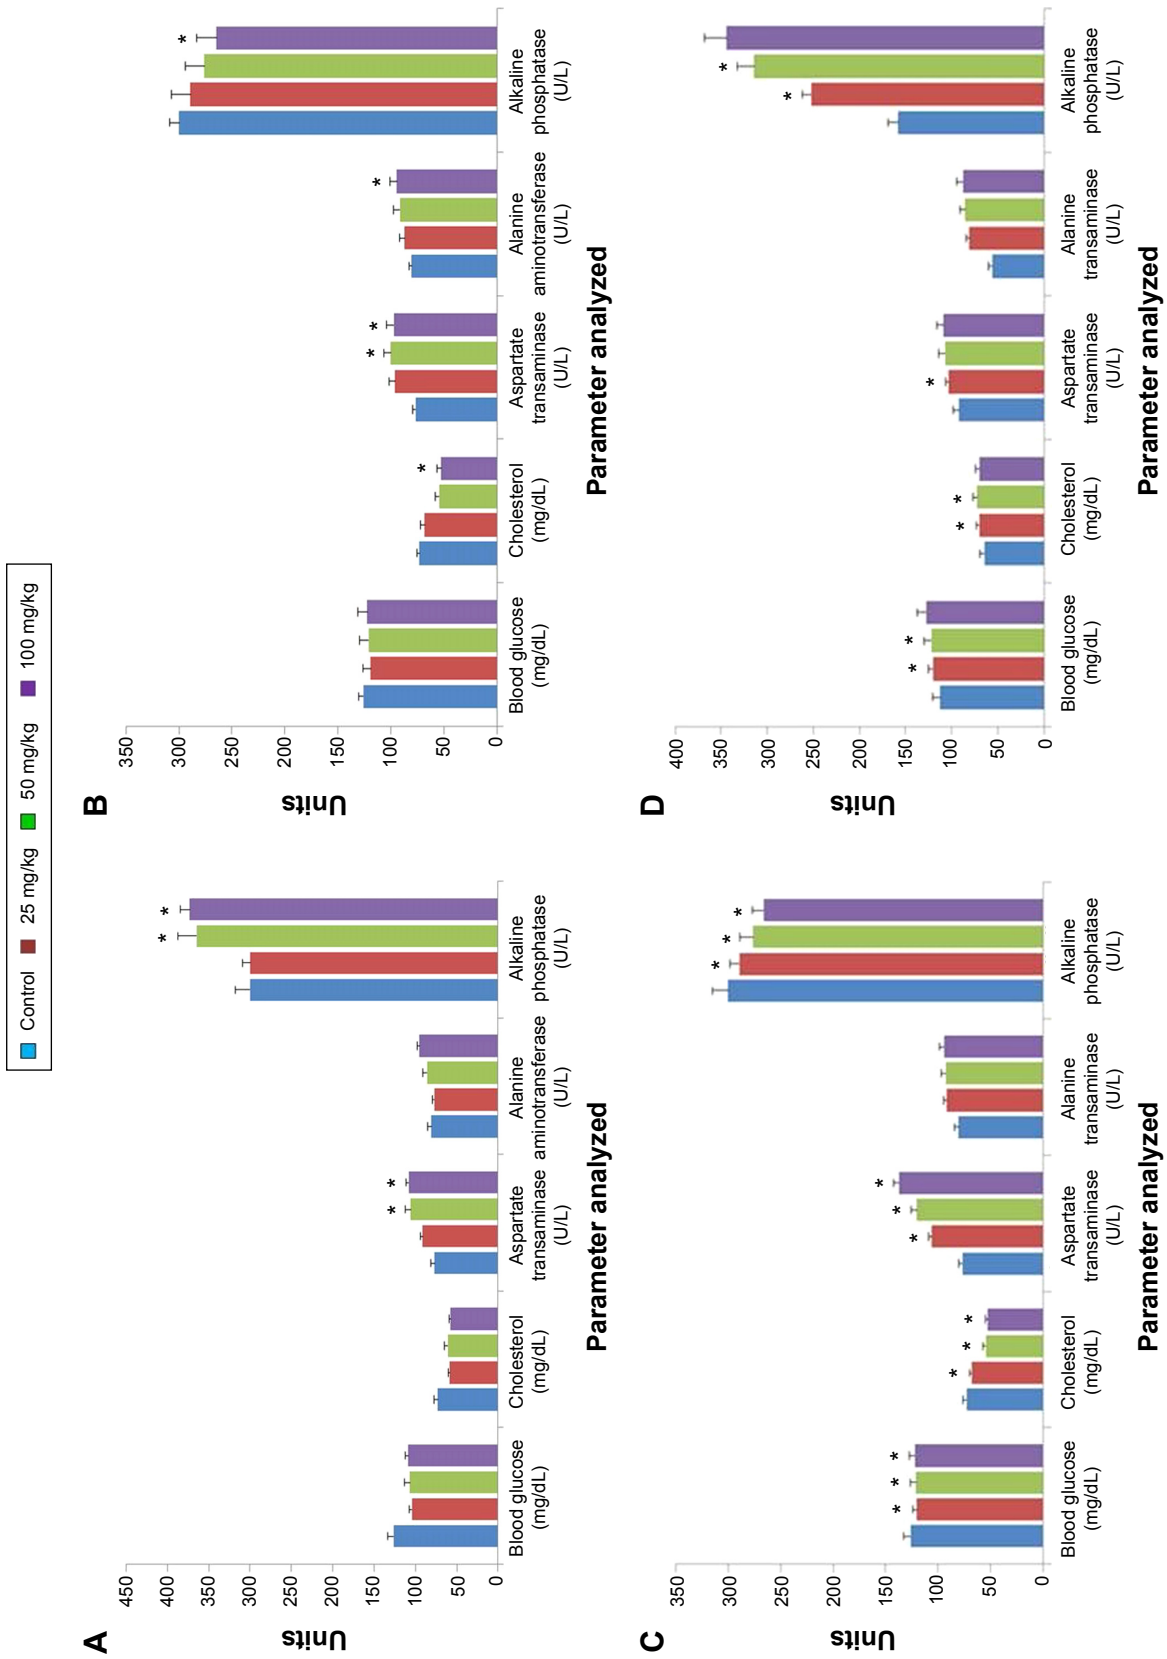 Control 25 mg/kg 50 mg/kg 100 mg/kg
A
Units
450
400
350
300
250
200
150
100
50
0
Blood glucose
(mg/dL)
Cholesterol
(mg/dL)
Aspartate
transaminase
(U/L)
Alanine
aminotransferase
(U/L)
Alkaline
phosphatase
(U/L)
* * * *
Parameter analyzed
B
Units
350
300
250
200
150
100
50
0
Blood glucose
(mg/dL)
Cholesterol
(mg/dL)
Aspartate
transaminase
(U/L)
Alanine
aminotransferase
(U/L)
Alkaline
phosphatase
(U/L)
* * * * *
Parameter analyzed
C
Units
350
300
250
200
150
100
50
0
Blood glucose
(mg/dL)
Cholesterol
(mg/dL)
Aspartate
transaminase
(U/L)
Alanine
transaminase
(U/L)
Alkaline
phosphatase
(U/L)
* * * * * * * * * * * *
Parameter analyzed
D
Units
400
350
300
250
200
150
100
50
0
Blood glucose
(mg/dL)
Cholesterol
(mg/dL)
Aspartate
transaminase
(U/L)
Alanine
transaminase
(U/L)
Alkaline
phosphatase
(U/L)
* * * * * * *
Parameter analyzed